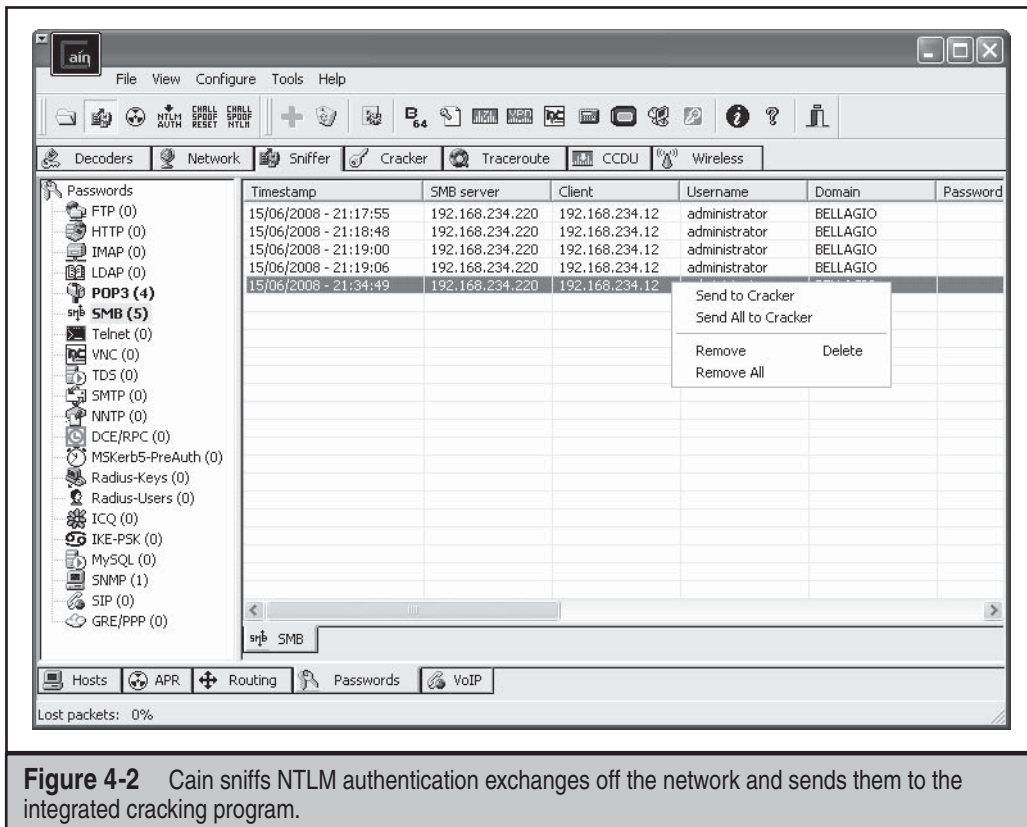 aín
File View Configure Tools Help
NTLM AUTH CHALL SPOOF RESET CHALL SPOOF NTLM B64
Decoders Network Sniffer Cracker Traceroute CCDU Wireless
Passwords
FTP (0)
HTTP (0)
IMAP (0)
LDAP (0)
POP3 (4)
SMB (5)
Telnet (0)
VNC (0)
TDS (0)
SMTP (0)
NNTP (0)
DCE/RPC (0)
MSKerb5-PreAuth (0)
Radius-Keys (0)
Radius-Users (0)
ICQ (0)
IKE-PSK (0)
MySQL (0)
SNMP (1)
SIP (0)
GRE/PPP (0)
Timestamp SMB server Client Username Domain Password
15/06/2008 - 21:17:55 192.168.234.220 192.168.234.12 administrator BELLAGIO
15/06/2008 - 21:18:48 192.168.234.220 192.168.234.12 administrator BELLAGIO
15/06/2008 - 21:19:00 192.168.234.220 192.168.234.12 administrator BELLAGIO
15/06/2008 - 21:19:06 192.168.234.220 192.168.234.12 administrator BELLAGIO
15/06/2008 - 21:34:49 192.168.234.220 192.168.234.12
Send to Cracker
Send All to Cracker
Remove Delete
Remove All
SMB
Hosts APR Routing Passwords VoIP
Lost packets: 0%
Figure 4-2 Cain sniffs NTLM authentication exchanges off the network and sends them to the
integrated cracking program.